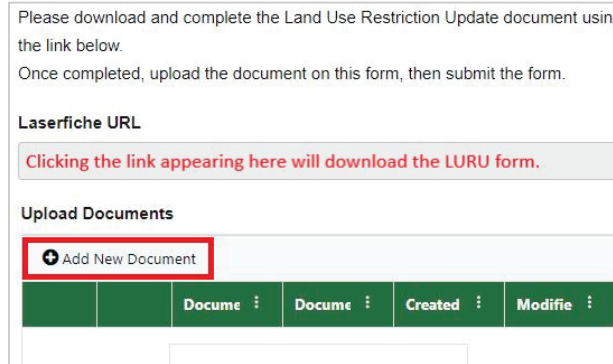 Please download and complete the Land Use Restriction Update document usin
the link below.
Once completed, upload the document on this form, then submit the form.
Laserfiche URL
Clicking the link appearing here will download the LURU form.
Upload Documents
Add New Document
Docume Docume Created Modifie